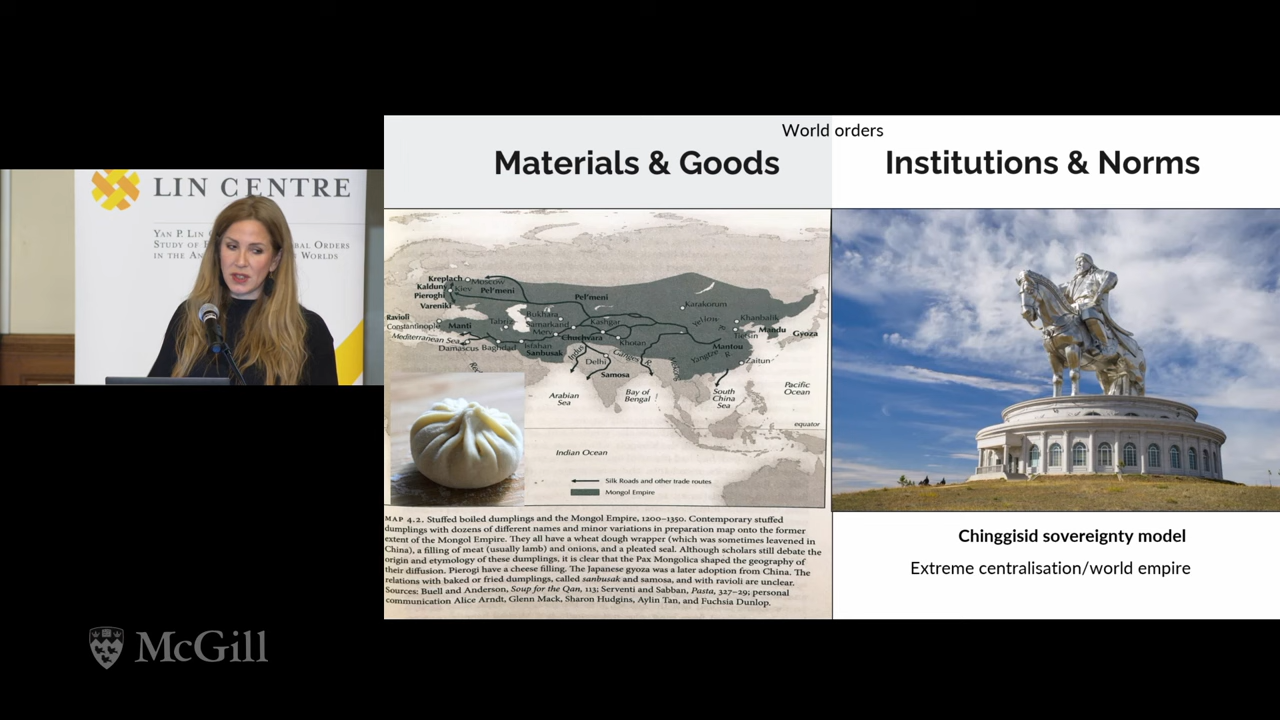 LIN CENTRE
YAN P. LIN
STUDY OF BAL ORDERS
IN THE AN WORLDS
World orders
Materials & Goods
Institutions & Norms
Kreplach
Moscow
Kalduny
Kiev
Pel'meni
Pieroghi
Vareniki
Pel'meni
Karakorum
Ravioli
Constantinople
Manti
Tabriz
Bukhara
Samarkand
Merv
Kashgar
Khanbalik
Tientsin
Mandu
Gyoza
Mediterranean Sea
Damascus
Baghdad
Isfahan
Sanbusak
Chuchvara
Khotan
Mantou
Yangtze R.
Zaitun
Indus
Delhi
Ganges R.
Samosa
Arabian
Sea
Bay of
Bengal
South
China
Sea
Pacific
Ocean
equator
Indian Ocean
Silk Roads and other trade routes
Mongol Empire
MAP 4.2. Stuffed boiled dumplings and the Mongol Empire, 1200–1350. Contemporary stuffed
dumplings with dozens of different names and minor variations in preparation map onto the former
extent of the Mongol Empire. They all have a wheat dough wrapper (which was sometimes leavened in
China), a filling of meat (usually lamb) and onions, and a pleated seal. Although scholars still debate the
origin and etymology of these dumplings, it is clear that the Pax Mongolica shaped the geography of
their diffusion. Pierogi have a cheese filling. The Japanese gyoza was a later adoption from China. The
relations with baked or fried dumplings, called sanbusak and samosa, and with ravioli are unclear.
Sources: Buell and Anderson, Soup for the Qan, 113; Serventi and Sabban, Pasta, 327–29; personal
communication Alice Arndt, Glenn Mack, Sharon Hudgins, Aylin Tan, and Fuchsia Dunlop.
Chinggisid sovereignty model
Extreme centralisation/world empire
McGill